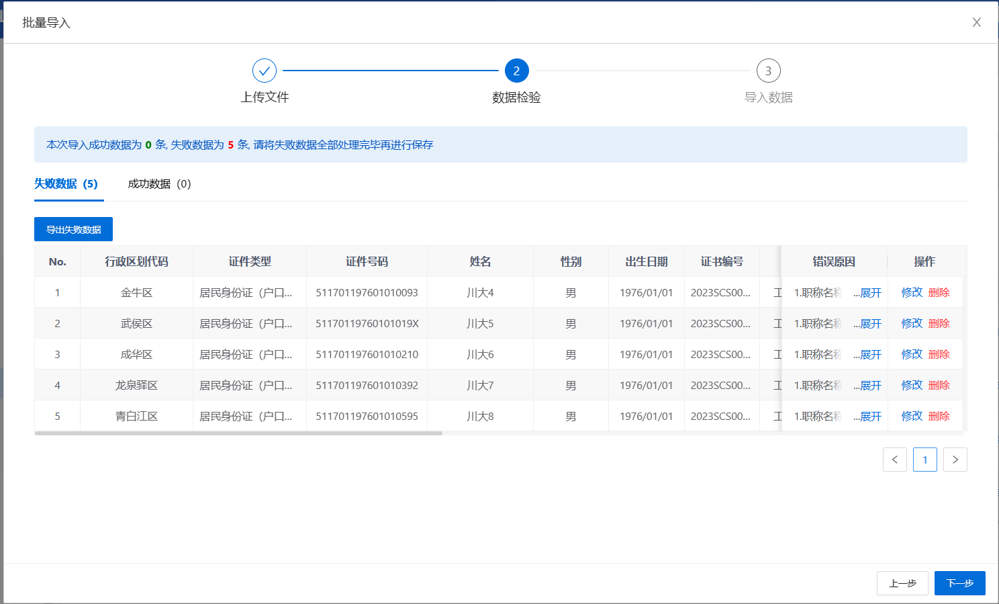 批量导入
2
3
上传文件
数据检验
导入数据
本次导入成功数据为 0 条, 失败数据为 5 条, 请将失败数据全部处理完毕再进行保存
失败数据 (5) 成功数据 (0)
导出失败数据
No. 行政区划代码 证件类型 证件号码 姓名 性别 出生日期 证书编号 错误原因 操作
1 金牛区 居民身份证（户口... 511701197601010093 川大4 男 1976/01/01 2023SCS00... 工 1.职称名称 ...展开 修改 删除
2 武侯区 居民身份证（户口... 51170119760101019X 川大5 男 1976/01/01 2023SCS00... 工 1.职称名称 ...展开 修改 删除
3 成华区 居民身份证（户口... 511701197601010210 川大6 男 1976/01/01 2023SCS00... 工 1.职称名称 ...展开 修改 删除
4 龙泉驿区 居民身份证（户口... 511701197601010392 川大7 男 1976/01/01 2023SCS00... 工 1.职称名称 ...展开 修改 删除
5 青白江区 居民身份证（户口... 511701197601010595 川大8 男 1976/01/01 2023SCS00... 工 1.职称名称 ...展开 修改 删除
< 1 >
上一步 下一步